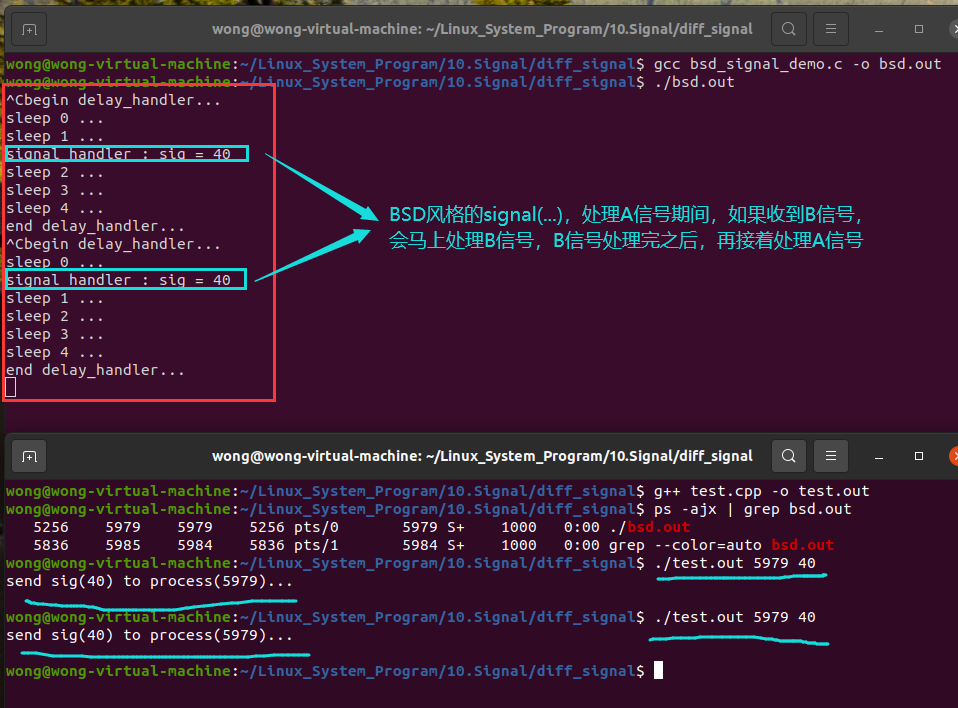 wong@wong-virtual-machine: ~/Linux_System_Program/10.Signal/diff_signal
wong@wong-virtual-machine:~/Linux_System_Program/10.Signal/diff_signal$ gcc bsd_signal_demo.c -o bsd.out
wong@wong-virtual-machine:~/Linux_System_Program/10.Signal/diff_signal$ ./bsd.out
^Cbegin delay_handler...
sleep 0 ...
sleep 1 ...
signal_handler : sig = 40
sleep 2 ...
sleep 3 ...
sleep 4 ...
end delay_handler...
^Cbegin delay_handler...
sleep 0 ...
signal_handler : sig = 40
sleep 1 ...
sleep 2 ...
sleep 3 ...
sleep 4 ...
end delay_handler...
BSD风格的signal(...)，处理A信号期间，如果收到B信号，
会马上处理B信号，B信号处理完之后，再接着处理A信号
wong@wong-virtual-machine: ~/Linux_System_Program/10.Signal/diff_signal
wong@wong-virtual-machine:~/Linux_System_Program/10.Signal/diff_signal$ g++ test.cpp -o test.out
wong@wong-virtual-machine:~/Linux_System_Program/10.Signal/diff_signal$ ps -ajx | grep bsd.out
5256 5979 5979 5256 pts/0 5979 S+ 1000 0:00 ./bsd.out
5836 5985 5984 5836 pts/1 5984 S+ 1000 0:00 grep --color=auto bsd.out
wong@wong-virtual-machine:~/Linux_System_Program/10.Signal/diff_signal$ ./test.out 5979 40
send sig(40) to process(5979)...
wong@wong-virtual-machine:~/Linux_System_Program/10.Signal/diff_signal$ ./test.out 5979 40
send sig(40) to process(5979)...
wong@wong-virtual-machine:~/Linux_System_Program/10.Signal/diff_signal$